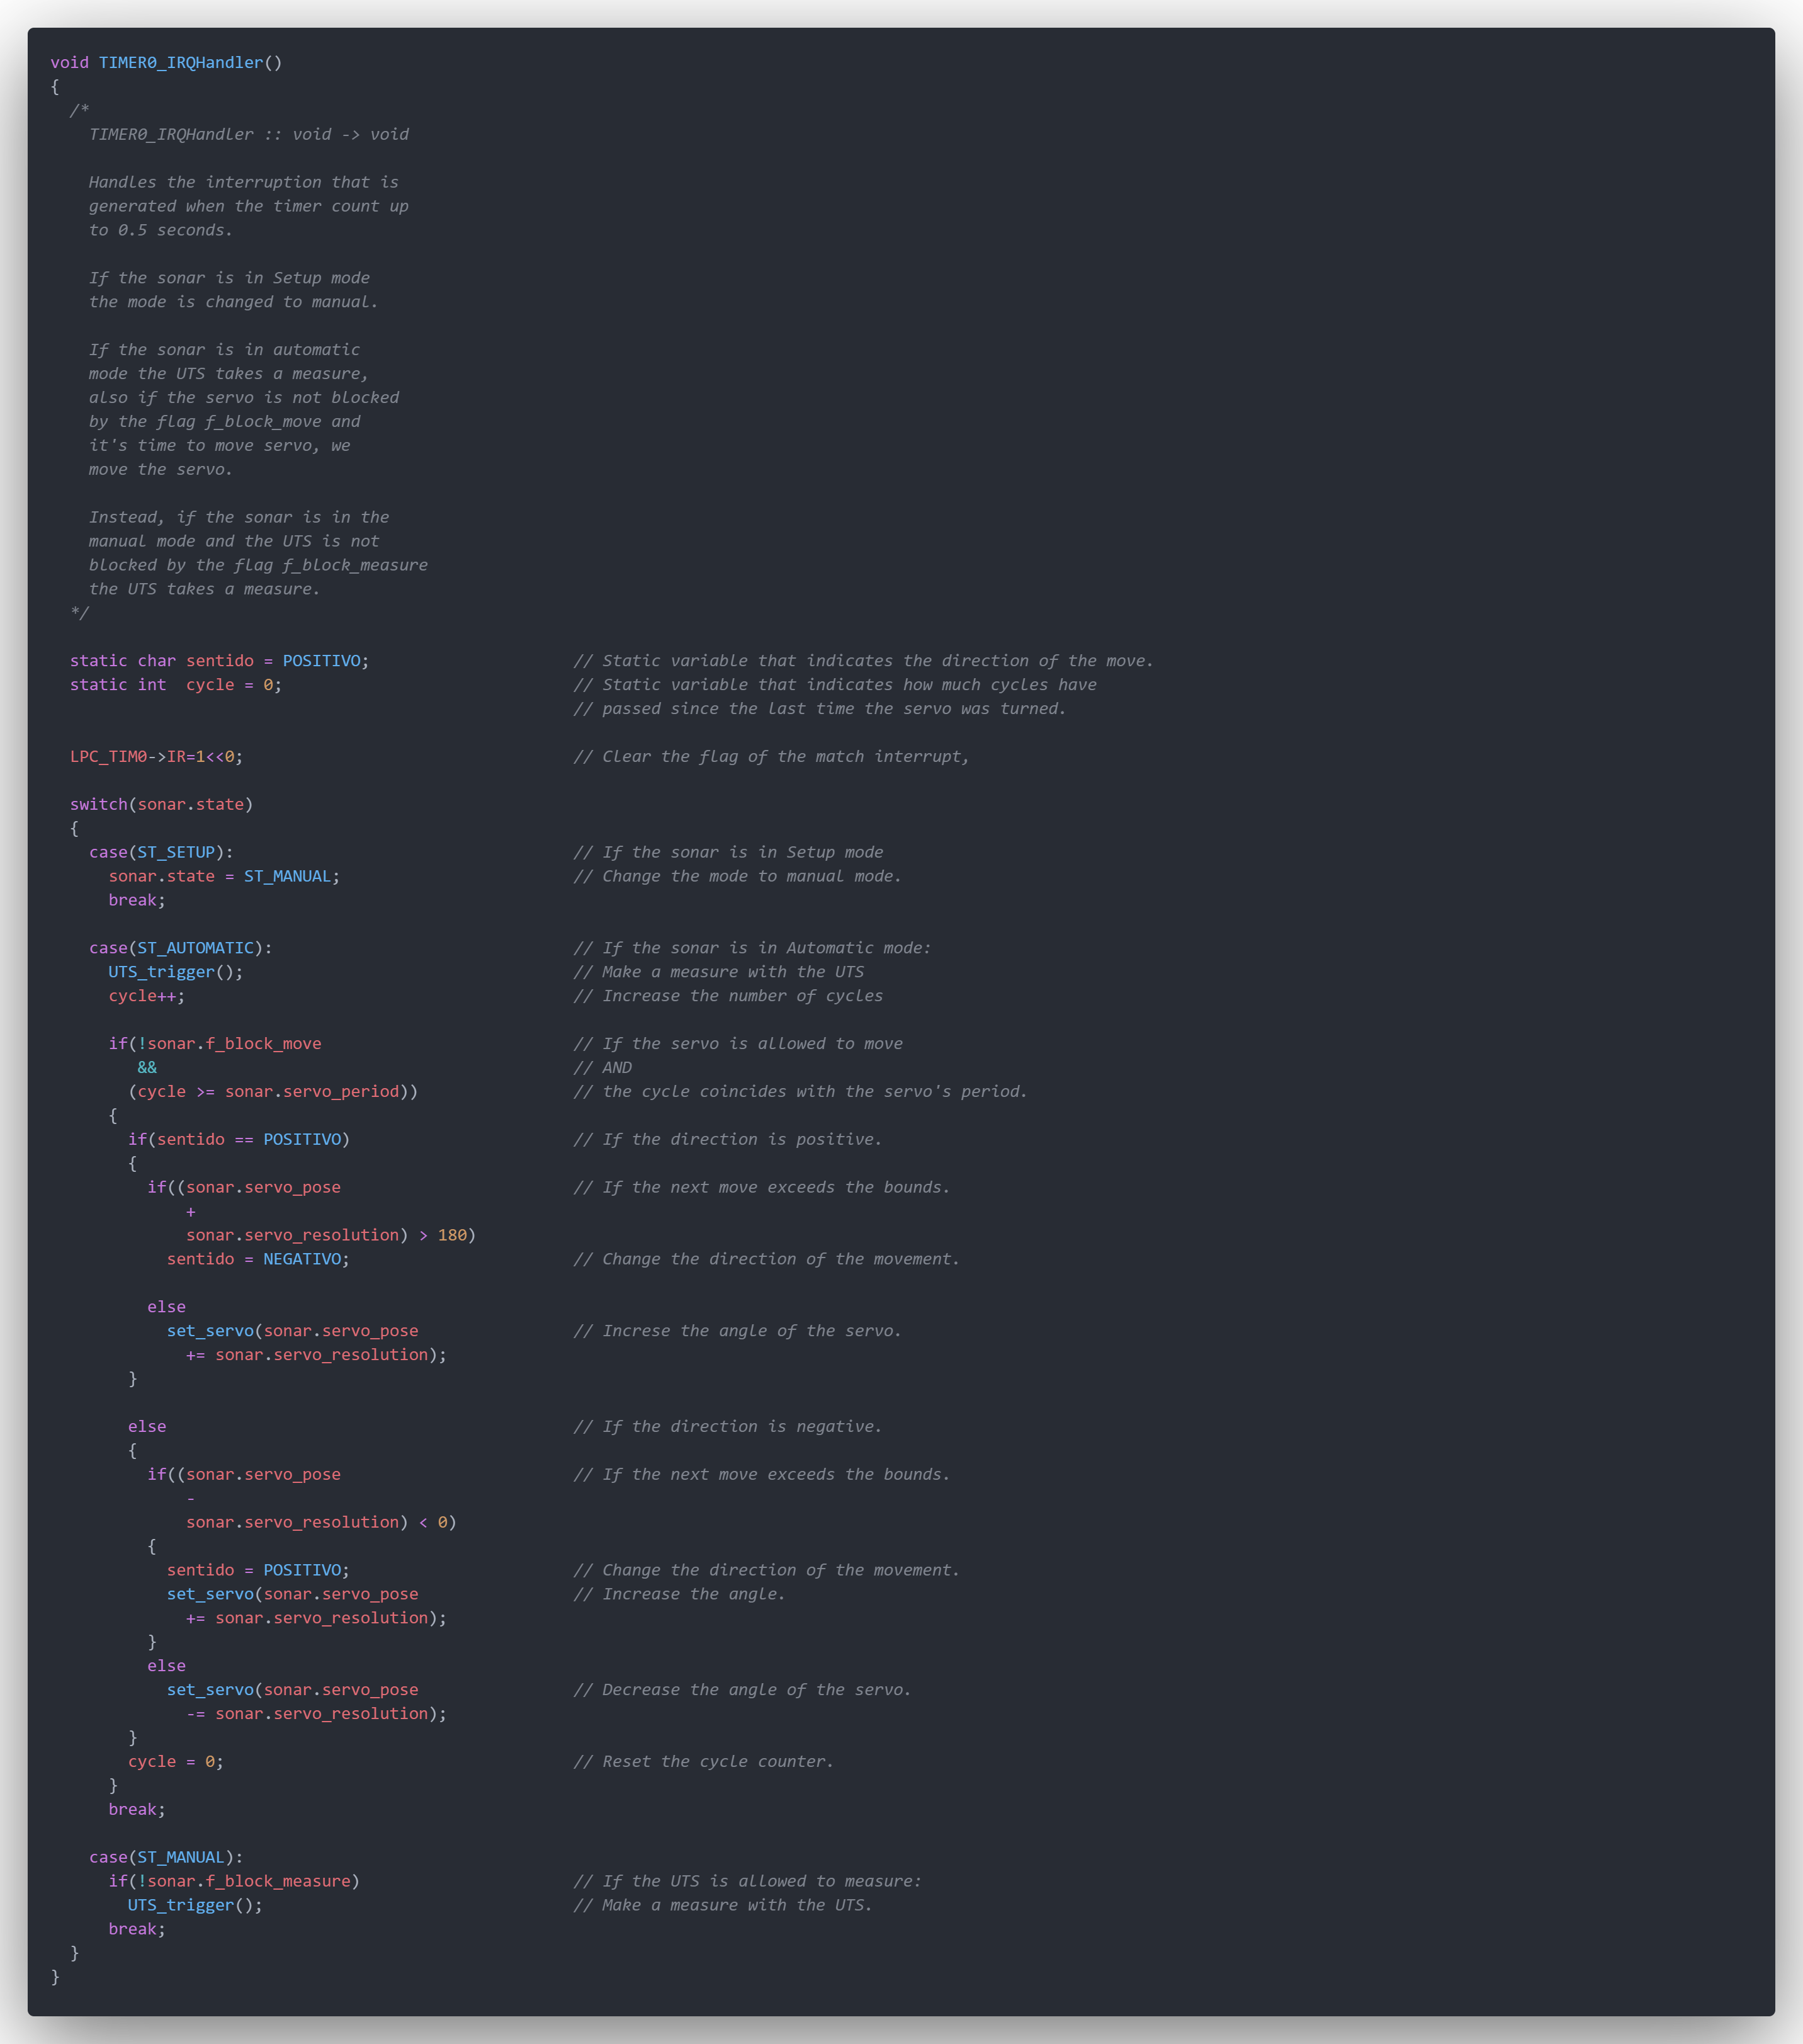 void TIMER0_IRQHandler()
{
  /*
    TIMER0_IRQHandler :: void -> void

    Handles the interruption that is
    generated when the timer count up
    to 0.5 seconds.

    If the sonar is in Setup mode
    the mode is changed to manual.

    If the sonar is in automatic
    mode the UTS takes a measure,
    also if the servo is not blocked
    by the flag f_block_move and
    it's time to move servo, we
    move the servo.

    Instead, if the sonar is in the
    manual mode and the UTS is not
    blocked by the flag f_block_measure
    the UTS takes a measure.
  */

  static char sentido = POSITIVO;                     // Static variable that indicates the direction of the move.
  static int  cycle = 0;                              // Static variable that indicates how much cycles have
                                                      // passed since the last time the servo was turned.

  LPC_TIM0->IR=1<<0;                                  // Clear the flag of the match interrupt,

  switch(sonar.state)
  {
    case(ST_SETUP):                                   // If the sonar is in Setup mode
      sonar.state = ST_MANUAL;                        // Change the mode to manual mode.
      break;

    case(ST_AUTOMATIC):                               // If the sonar is in Automatic mode:
      UTS_trigger();                                  // Make a measure with the UTS
      cycle++;                                        // Increase the number of cycles

      if(!sonar.f_block_move                          // If the servo is allowed to move
         &&                                           // AND
        (cycle >= sonar.servo_period))                // the cycle coincides with the servo's period.
      {
        if(sentido == POSITIVO)                       // If the direction is positive.
        {
          if((sonar.servo_pose                        // If the next move exceeds the bounds.
              +
              sonar.servo_resolution) > 180)
            sentido = NEGATIVO;                       // Change the direction of the movement.

          else
            set_servo(sonar.servo_pose                // Increse the angle of the servo.
              += sonar.servo_resolution);
        }

        else                                          // If the direction is negative.
        {
          if((sonar.servo_pose                        // If the next move exceeds the bounds.
              -
              sonar.servo_resolution) < 0)
          {
            sentido = POSITIVO;                       // Change the direction of the movement.
            set_servo(sonar.servo_pose                // Increase the angle.
              += sonar.servo_resolution);
          }
          else
            set_servo(sonar.servo_pose                // Decrease the angle of the servo.
              -= sonar.servo_resolution);
        }
        cycle = 0;                                    // Reset the cycle counter.
      }
      break;

    case(ST_MANUAL):
      if(!sonar.f_block_measure)                      // If the UTS is allowed to measure:
        UTS_trigger();                                // Make a measure with the UTS.
      break;
  }
}